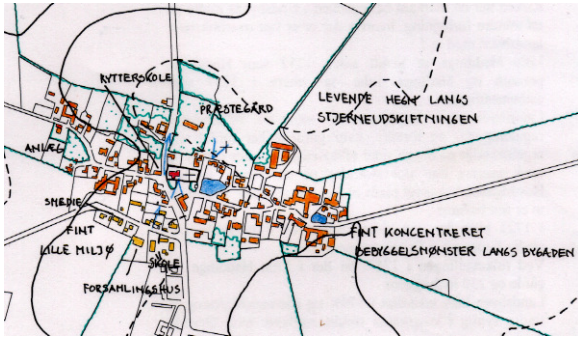 RYTTERSKOLE
PRÆSTEGÅRD
LEVENDE HEGN LANGS
STJERNEUDSKIFTNINGEN
ANLÆG
SMEDIE
FINT
LILLE MILJØ
SKOLE
FORSAMLINGSHUS
FINT KONCENTRERET
BEBYGGELSMØNSTER LANGS BYGADEN